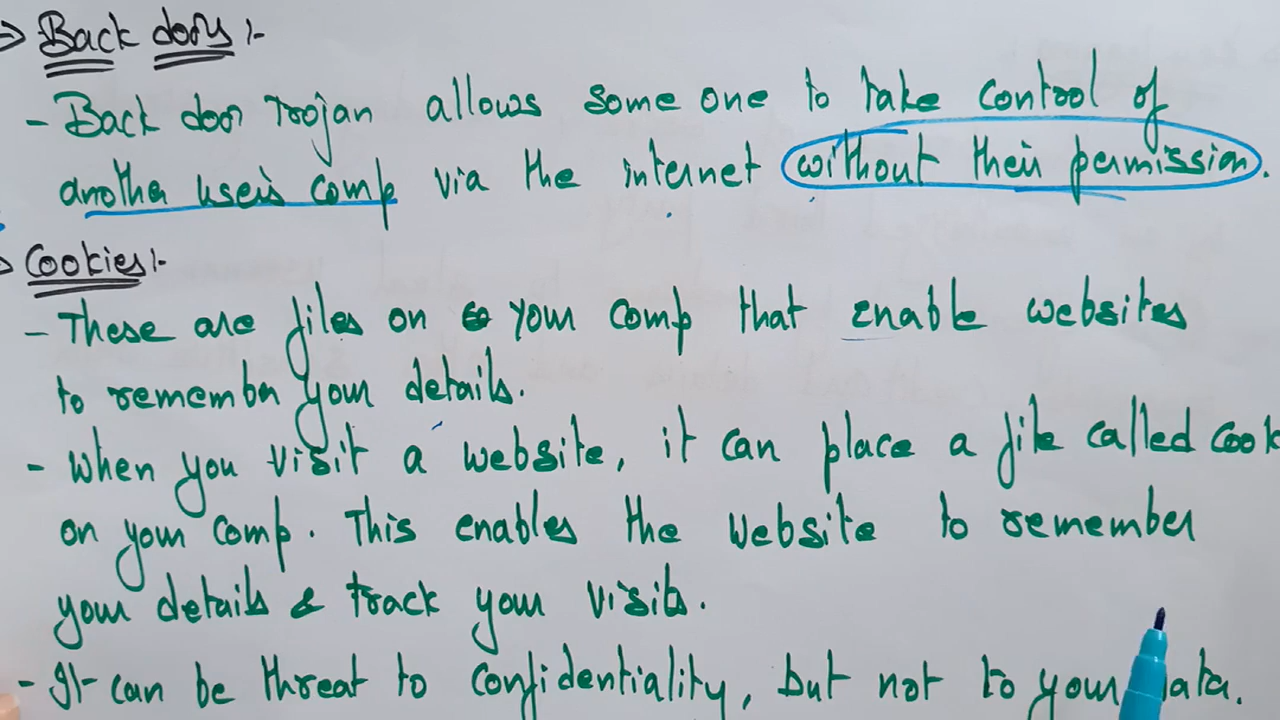 ⇒ Back doors :-
- Back door Trojan allows some one to take control of
another user's comp via the internet without their permission.
⇒ Cookies :-
- These are files on your comp that enable websites
to remember your details.
- When you visit a website, it can place a file called Cook
on your comp. This enables the website to remember
your details & track your visits.
- It can be threat to confidentiality, but not to your data.